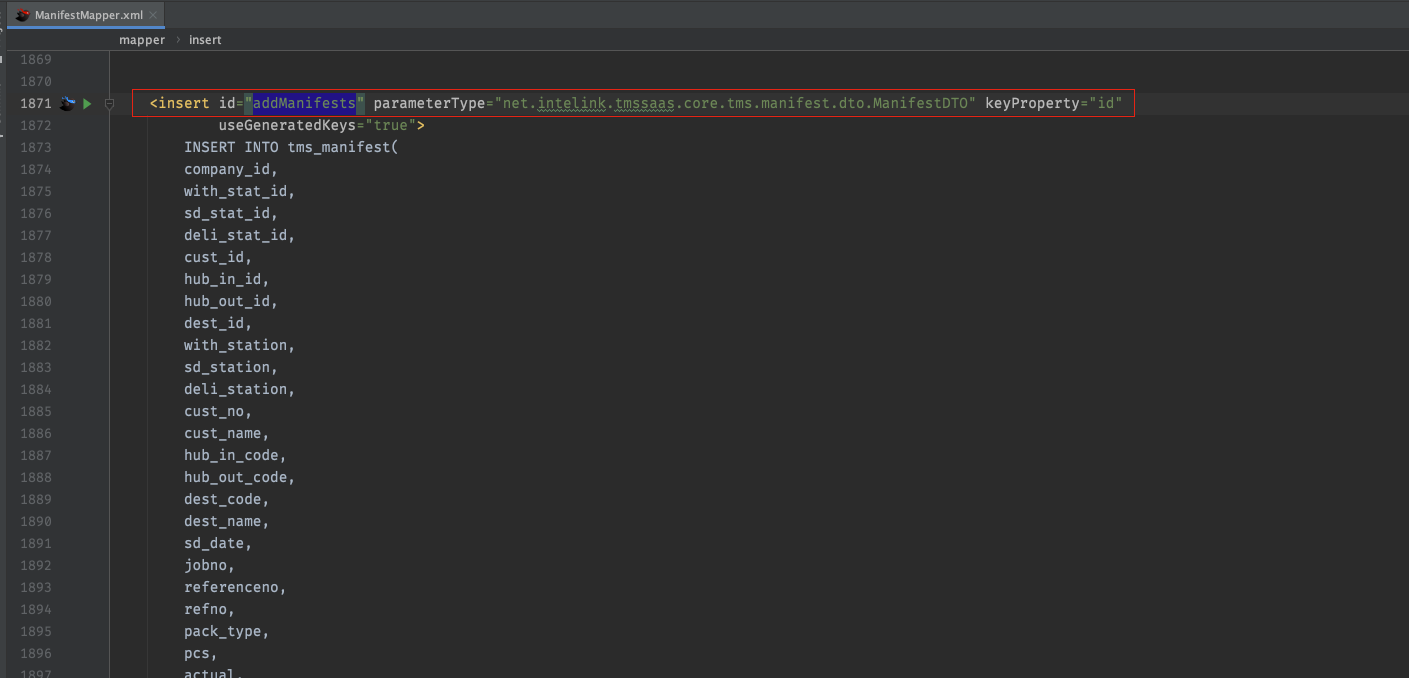 ManifestMapper.xml
mapper > insert
1869
1870
1871 <insert id="addManifests" parameterType="net.intelink.tmssaas.core.tms.manifest.dto.ManifestDTO" keyProperty="id"
1872 useGeneratedKeys="true">
1873 INSERT INTO tms_manifest(
1874 company_id,
1875 with_stat_id,
1876 sd_stat_id,
1877 deli_stat_id,
1878 cust_id,
1879 hub_in_id,
1880 hub_out_id,
1881 dest_id,
1882 with_station,
1883 sd_station,
1884 deli_station,
1885 cust_no,
1886 cust_name,
1887 hub_in_code,
1888 hub_out_code,
1889 dest_code,
1890 dest_name,
1891 sd_date,
1892 jobno,
1893 referenceno,
1894 refno,
1895 pack_type,
1896 pcs,
1897 actual,